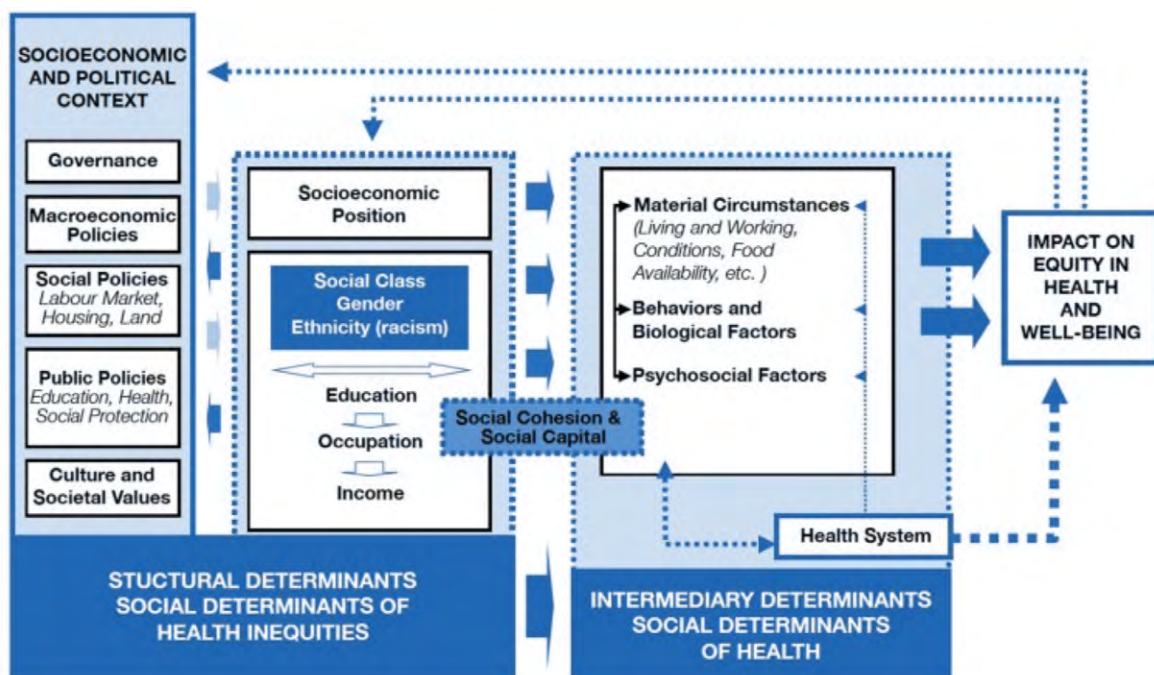 SOCIOECONOMIC
AND POLITICAL
CONTEXT
Governance
Macroeconomic
Policies
Social Policies
Labour Market,
Housing, Land
Public Policies
Education, Health,
Social Protection
Culture and
Societal Values
Socioeconomic
Position
Social Class
Gender
Ethnicity (racism)
Education
Occupation
Income
Social Cohesion &
Social Capital
Material Circumstances
(Living and Working,
Conditions, Food
Availability, etc. )
Behaviors and
Biological Factors
Psychosocial Factors
Health System
IMPACT ON
EQUITY IN
HEALTH
AND
WELL-BEING
STUCTURAL DETERMINANTS
SOCIAL DETERMINANTS OF
HEALTH INEQUITIES
INTERMEDIARY DETERMINANTS
SOCIAL DETERMINANTS
OF HEALTH